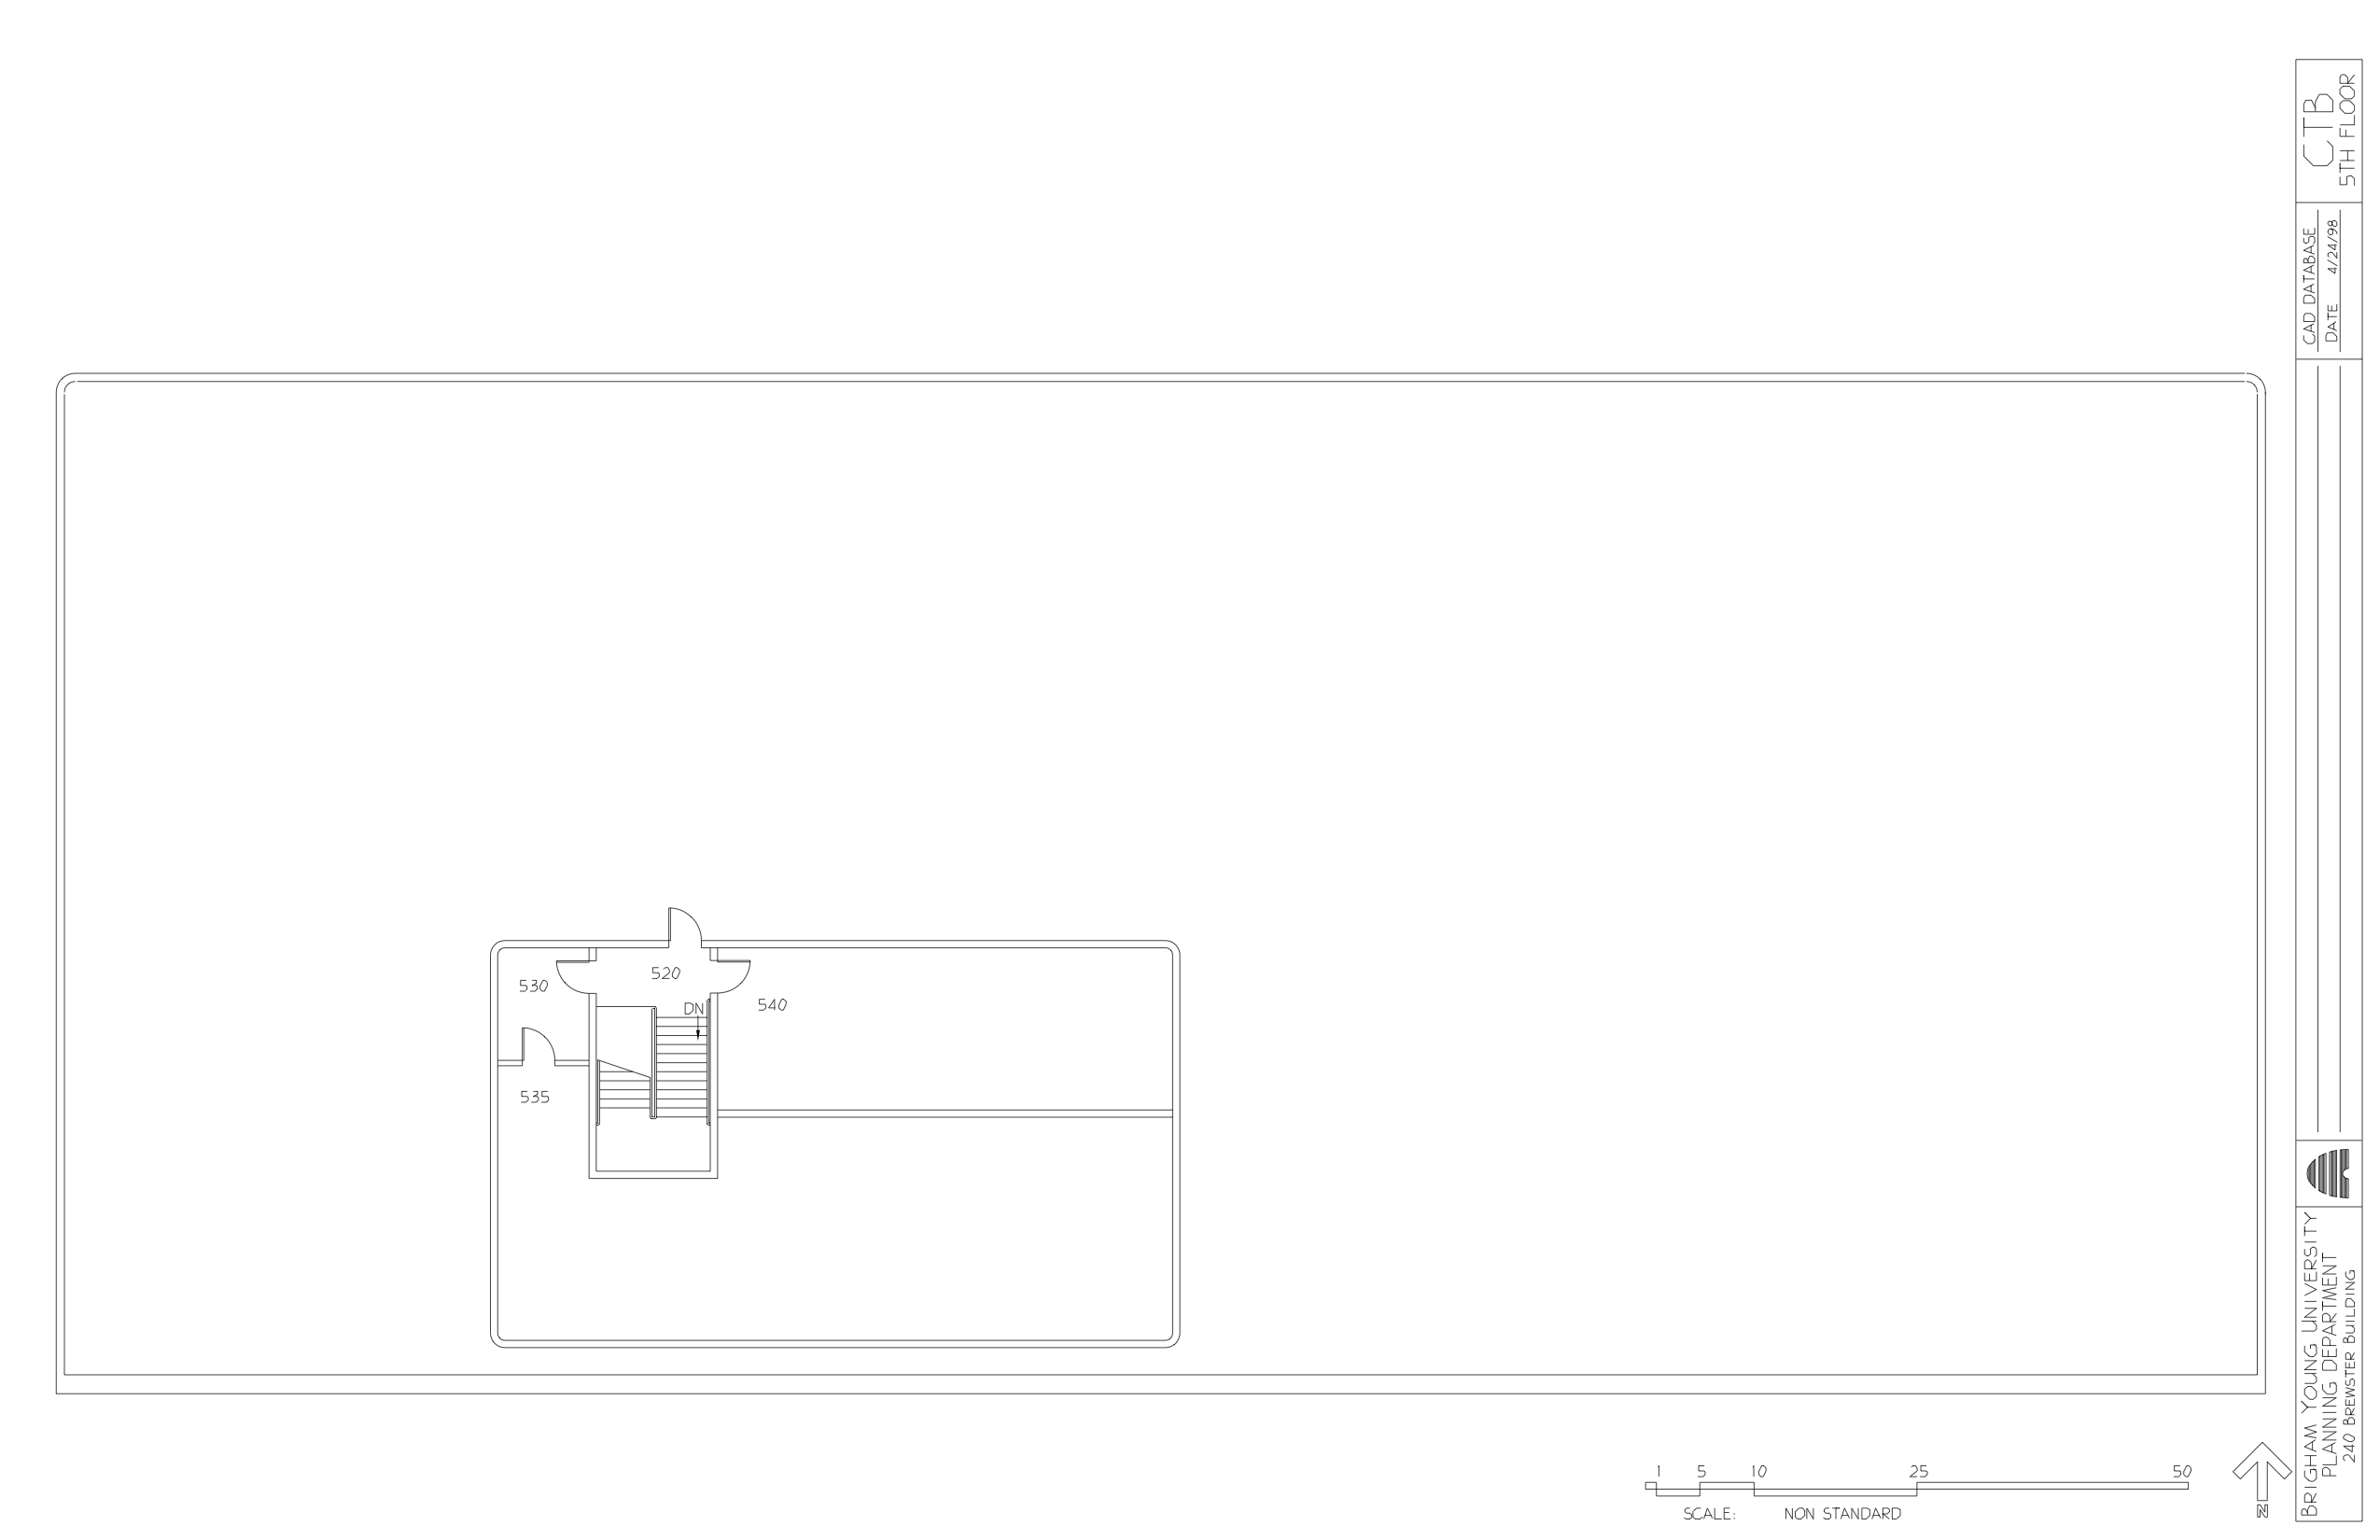 CTB
5TH FLOOR
CAD DATABASE
DATE 4/24/98
530
520
540
DN
535
BRIGHAM YOUNG UNIVERSITY
PLANNING DEPARTMENT
240 BREWSTER BUILDING
1 5 10 25 50
SCALE: NON STANDARD
N